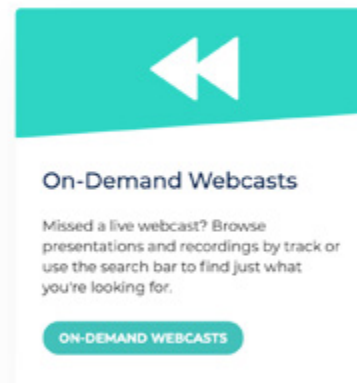 On-Demand Webcasts
Missed a live webcast? Browse
presentations and recordings by track or
use the search bar to find just what
you're looking for.
ON-DEMAND WEBCASTS